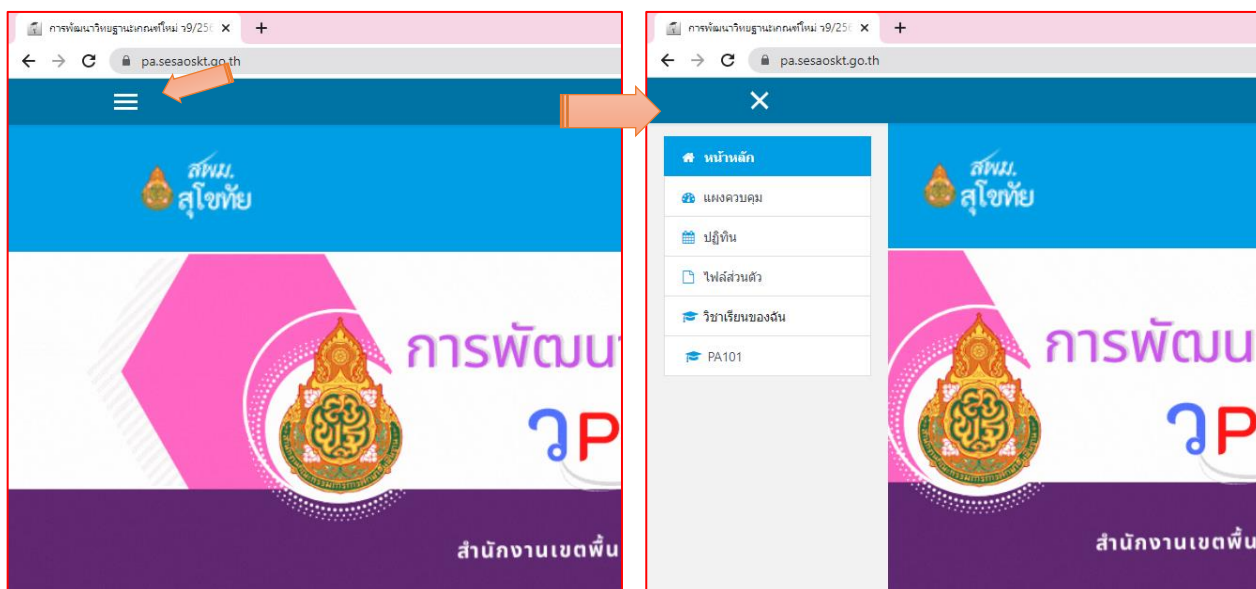 การพัฒนาวิทยฐานะเกณฑ์ใหม่ ว9/256
pa.sesaoskt.go.th
สพม.
สุโขทัย
การพัฒนา
วP
สำนักงานเขตพื้น
การพัฒนาวิทยฐานะเกณฑ์ใหม่ ว9/256
pa.sesaoskt.go.th
หน้าหลัก
แผงควบคุม
ปฏิทิน
ไฟล์ส่วนตัว
วิชาเรียนของฉัน
PA101
สพม.
สุโขทัย
การพัฒน
วP
สำนักงานเขตพื้น